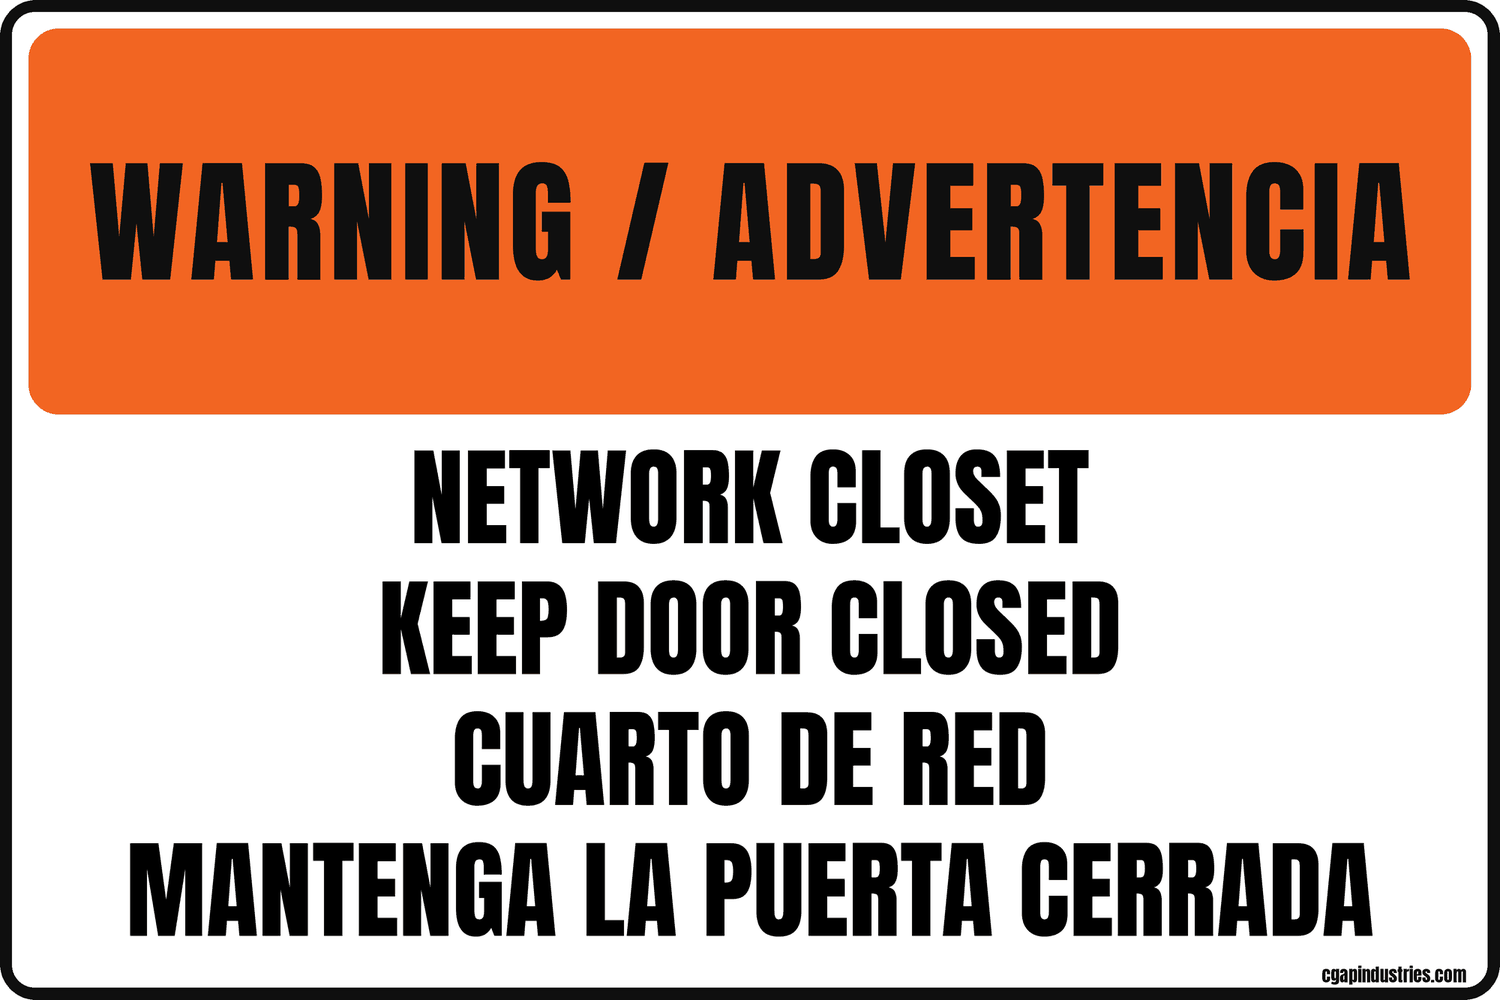 WARNING / ADVERTENCIA
NETWORK CLOSET
KEEP DOOR CLOSED
CUARTO DE RED
MANTENGA LA PUERTA CERRADA
cgapindustries.com